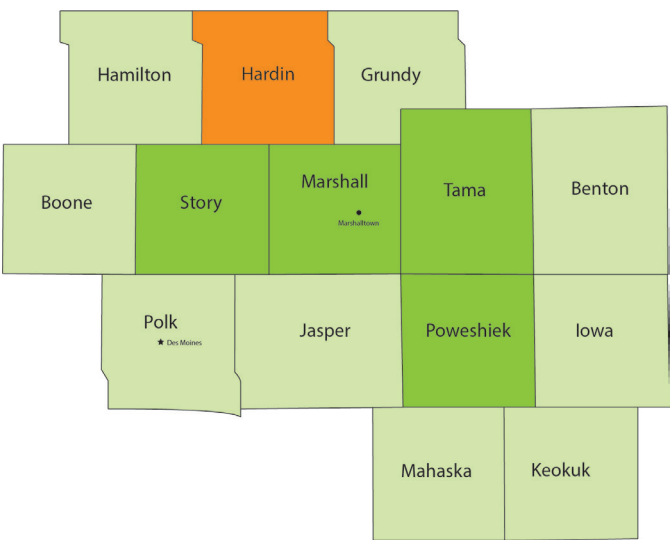 Hamilton
Hardin
Grundy
Boone
Story
Marshall
Marshalltown
Tama
Benton
Polk
Des Moines
Jasper
Poweshiek
Iowa
Mahaska
Keokuk